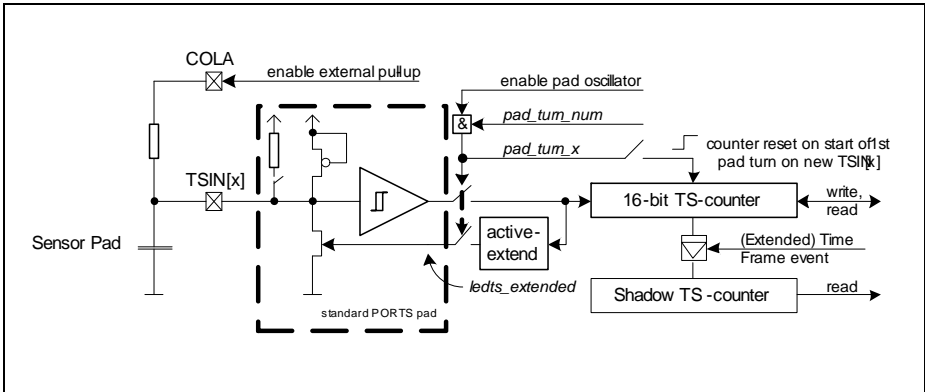 COLA
enable external pullup
enable pad oscillator
&
pad_turn_num
pad_turn_x
counter reset on start of 1st
pad turn on new TSIN[x]
TSIN[x]
16-bit TS-counter
write,
read
Sensor Pad
active-
extend
(Extended) Time
Frame event
ledts_extended
Shadow TS-counter
read
standard PORTS pad